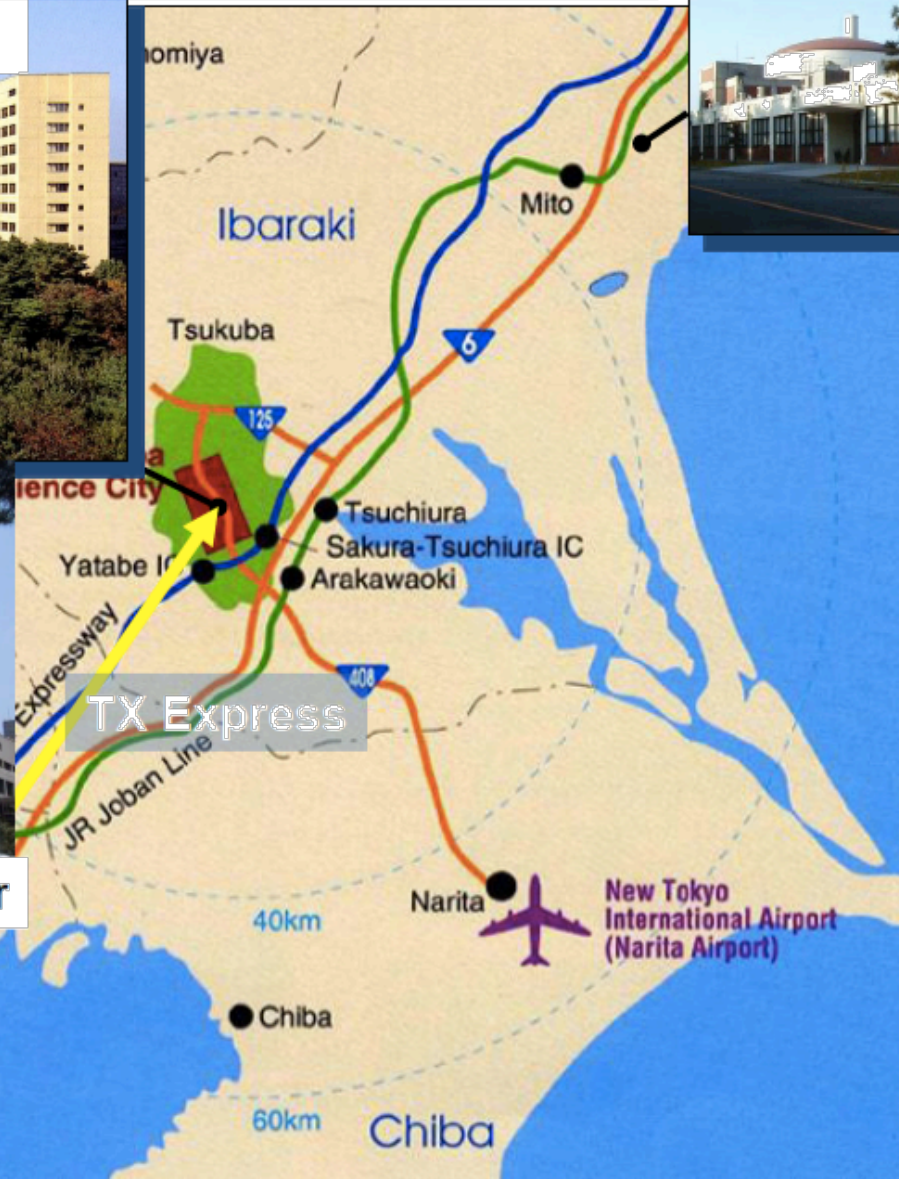 nomiya
Ibaraki
Mito
Tsukuba
6
125
ience City
Tsuchiura
Sakura-Tsuchiura IC
Yatabe IC
Arakawaoki
Expressway
408
TX Express
JR Joban Line
Narita
New Tokyo
International Airport
(Narita Airport)
40km
Chiba
60km
Chiba